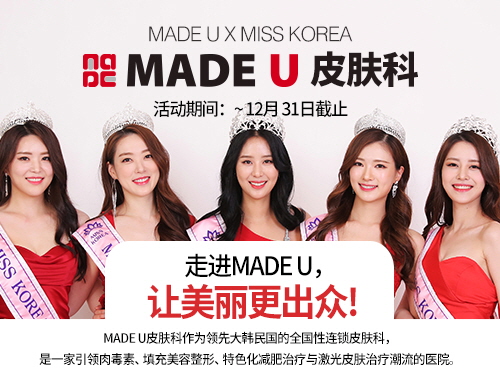 MADE U X MISS KOREA
MADE U 皮肤科
活动期间：~ 12月 31日截止
MISS KOREA
走进MADE U，
让美丽更出众!
MADE U皮肤科作为领先大韩民国的全国性连锁皮肤科，
是一家引领肉毒素、填充美容整形、特色化减肥治疗与激光皮肤治疗潮流的医院。